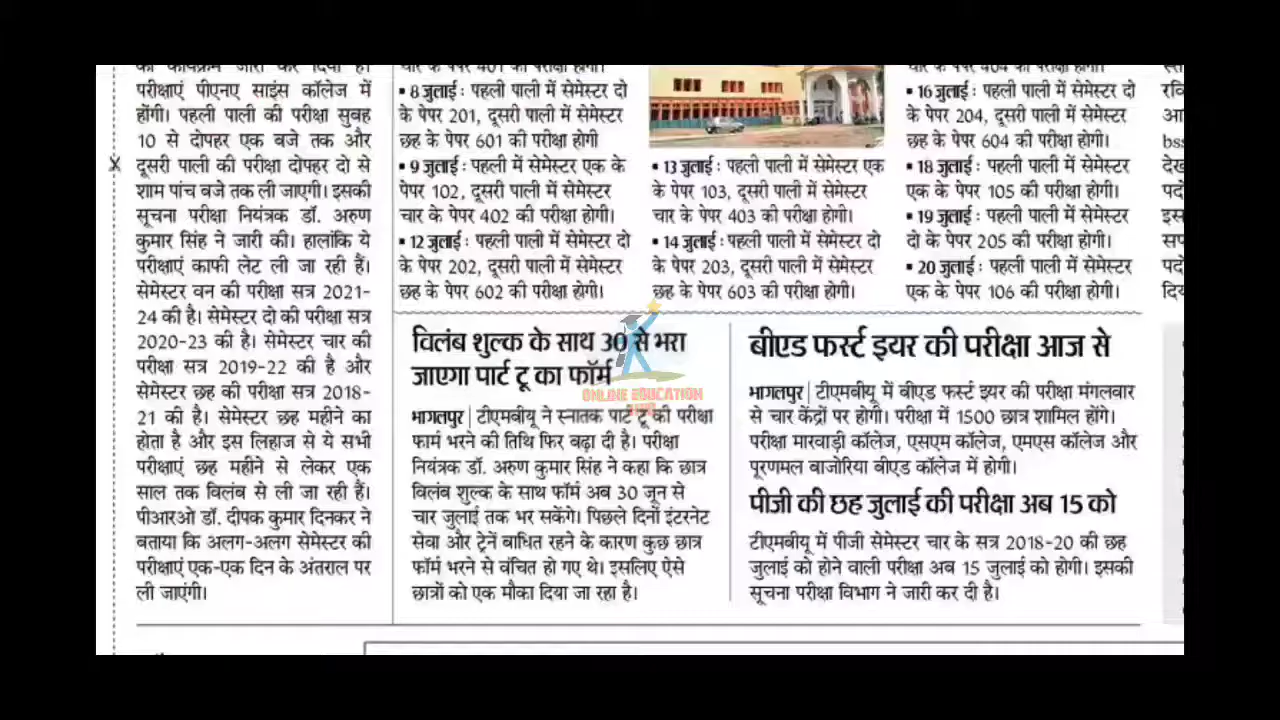 परीक्षाएं पीएनए साइंस कॉलेज में
होंगी। पहली पाली की परीक्षा सुबह
10 से दोपहर एक बजे तक और
दूसरी पाली की परीक्षा दोपहर दो से
शाम पांच बजे तक ली जाएगी। इसकी
सूचना परीक्षा नियंत्रक डॉ. अरुण
कुमार सिंह ने जारी की। हालांकि ये
परीक्षाएं काफी लेट ली जा रही हैं।
सेमेस्टर वन की परीक्षा सत्र 2021-
24 की है। सेमेस्टर दो की परीक्षा सत्र
2020-23 की है। सेमेस्टर चार की
परीक्षा सत्र 2019-22 की है और
सेमेस्टर छह की परीक्षा सत्र 2018-
21 की है। सेमेस्टर छह महीने का
होता है और इस लिहाज से ये सभी
परीक्षाएं छह महीने से लेकर एक
साल तक विलंब से ली जा रही हैं।
पीआरओ डॉ. दीपक कुमार दिनकर ने
बताया कि अलग-अलग सेमेस्टर की
परीक्षाएं एक-एक दिन के अंतराल पर
ली जाएंगी।
▪ 8 जुलाई : पहली पाली में सेमेस्टर दो
के पेपर 201, दूसरी पाली में सेमेस्टर
छह के पेपर 601 की परीक्षा होगी
▪ 9 जुलाई : पहली में सेमेस्टर एक के
पेपर 102, दूसरी पाली में सेमेस्टर
चार के पेपर 402 की परीक्षा होगी।
▪ 12 जुलाई : पहली पाली में सेमेस्टर दो
के पेपर 202, दूसरी पाली में सेमेस्टर
छह के पेपर 602 की परीक्षा होगी।
▪ 13 जुलाई : पहली पाली में सेमेस्टर एक
के पेपर 103, दूसरी पाली में सेमेस्टर
चार के पेपर 403 की परीक्षा होगी।
▪ 14 जुलाई : पहली पाली में सेमेस्टर दो
के पेपर 203, दूसरी पाली में सेमेस्टर
छह के पेपर 603 की परीक्षा होगी।
▪ 16 जुलाई : पहली पाली में सेमेस्टर दो
के पेपर 204, दूसरी पाली में सेमेस्टर
छह के पेपर 604 की परीक्षा होगी।
▪ 18 जुलाई : पहली पाली में सेमेस्टर
एक के पेपर 105 की परीक्षा होगी।
▪ 19 जुलाई : पहली पाली में सेमेस्टर
दो के पेपर 205 की परीक्षा होगी।
▪ 20 जुलाई : पहली पाली में सेमेस्टर
एक के पेपर 106 की परीक्षा होगी।
विलंब शुल्क के साथ 30 से भरा
जाएगा पार्ट टू का फॉर्म
भागलपुर | टीएमबीयू ने स्नातक पार्ट टू की परीक्षा
फार्म भरने की तिथि फिर बढ़ा दी है। परीक्षा
नियंत्रक डॉ. अरुण कुमार सिंह ने कहा कि छात्र
विलंब शुल्क के साथ फॉर्म अब 30 जून से
चार जुलाई तक भर सकेंगे। पिछले दिनों इंटरनेट
सेवा और ट्रेनें बाधित रहने के कारण कुछ छात्र
फॉर्म भरने से वंचित हो गए थे। इसलिए ऐसे
छात्रों को एक मौका दिया जा रहा है।
ONLINE EDUCATION
बीएड फर्स्ट इयर की परीक्षा आज से
भागलपुर | टीएमबीयू में बीएड फर्स्ट इयर की परीक्षा मंगलवार
से चार केंद्रों पर होगी। परीक्षा में 1500 छात्र शामिल होंगे।
परीक्षा मारवाड़ी कॉलेज, एसएम कॉलेज, एमएस कॉलेज और
पूरणमल बाजोरिया बीएड कॉलेज में होगी।
पीजी की छह जुलाई की परीक्षा अब 15 को
टीएमबीयू में पीजी सेमेस्टर चार के सत्र 2018-20 की छह
जुलाई को होने वाली परीक्षा अब 15 जुलाई को होगी। इसकी
सूचना परीक्षा विभाग ने जारी कर दी है।